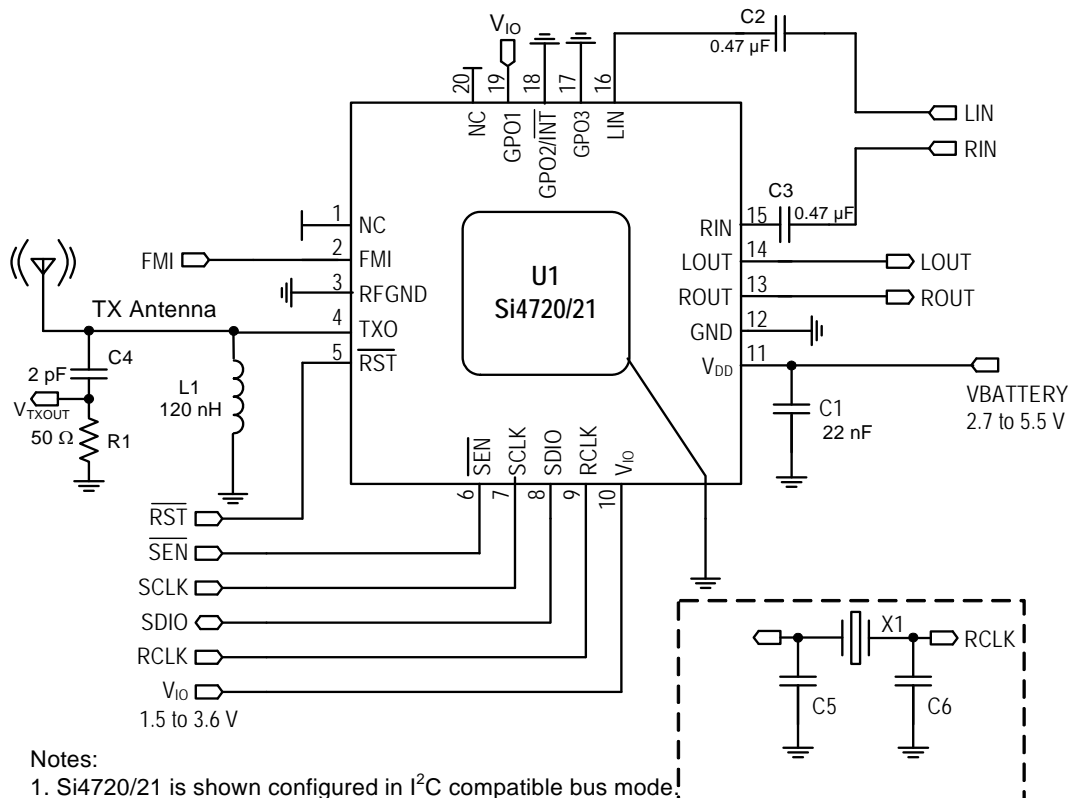 V_IO
C2
0.47 µF
20
19
18
17
16
NC
GPO1
GPO2/INT
GPO3
LIN
LIN
RIN
C3
0.47 µF
1
NC
RIN
15
FMI
2
FMI
LOUT
14
LOUT
3
RFGND
ROUT
13
ROUT
U1
Si4720/21
TX Antenna
4
TXO
GND
12
5
RST
V_DD
11
C4
2 pF
V_TXOUT
50 Ω
R1
L1
120 nH
C1
22 nF
VBATTERY
2.7 to 5.5 V
SEN
SCLK
SDIO
RCLK
V_IO
6
7
8
9
10
RST
SEN
SCLK
SDIO
RCLK
V_IO
1.5 to 3.6 V
X1
RCLK
C5
C6
Notes:
1. Si4720/21 is shown configured in I²C compatible bus mode.